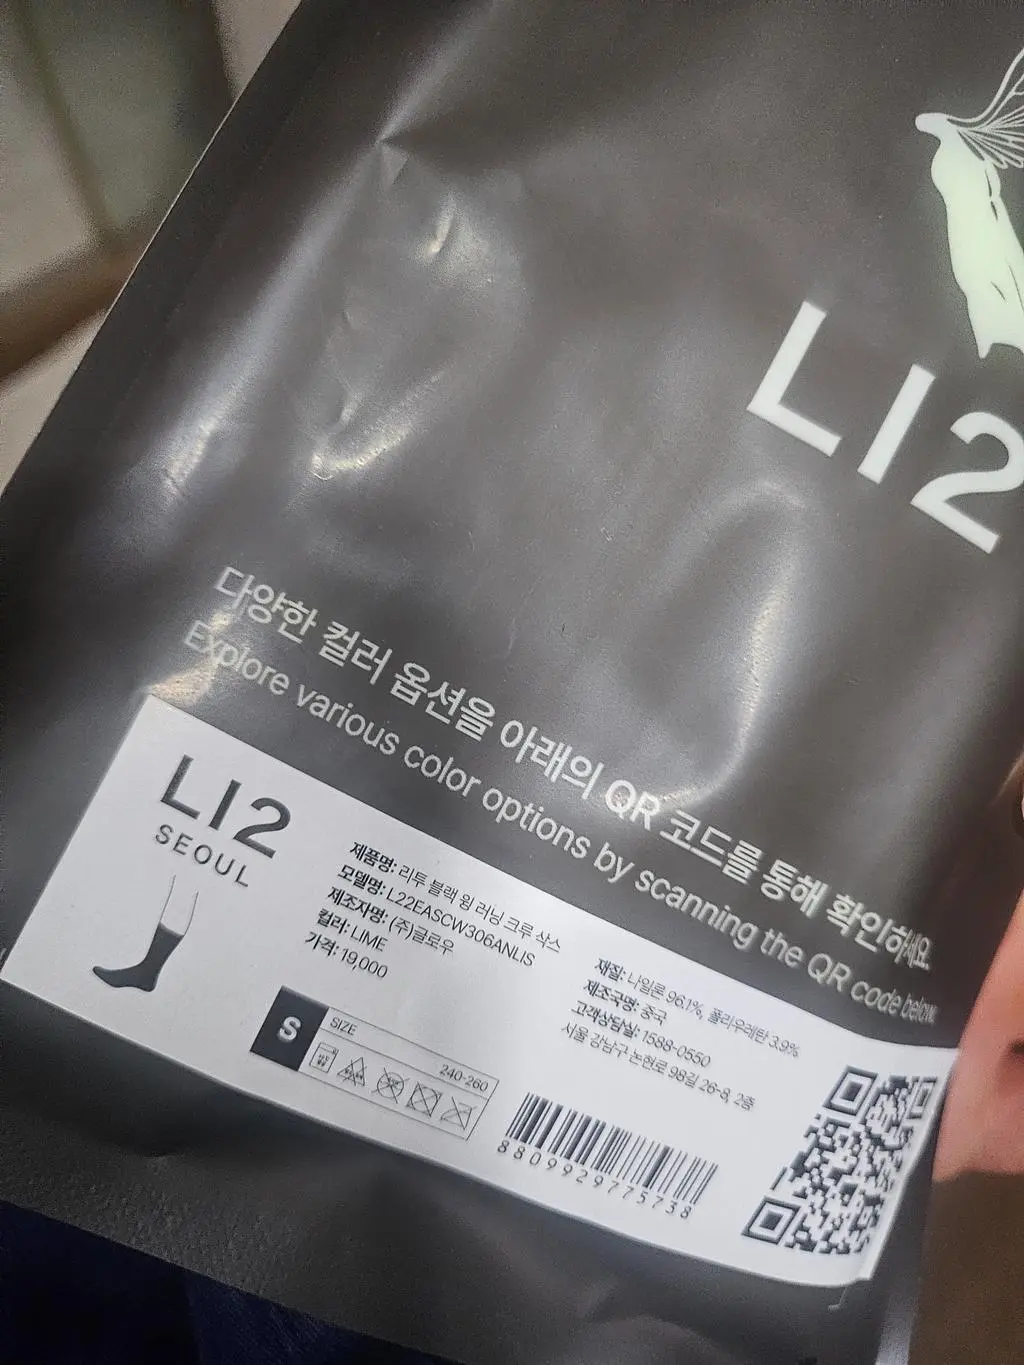 LI2
다양한 컬러 옵션을 아래의 QR 코드를 통해 확인하세요.
Explore various color options by scanning the QR code below.
LI2
SEOUL
제품명: 리투 블랙 윔 러닝 크루 삭스
모델명: L22EASCW306ANLIS
제조자명: (주)글로우
컬러: LIME
가격: 19,000
재질: 나일론 96.1%, 폴리우레탄 3.9%
제조국명: 중국
고객상담실: 1588-0550
서울 강남구 논현로 98길 26-8, 2층
S
SIZE
240-260
8809929775738